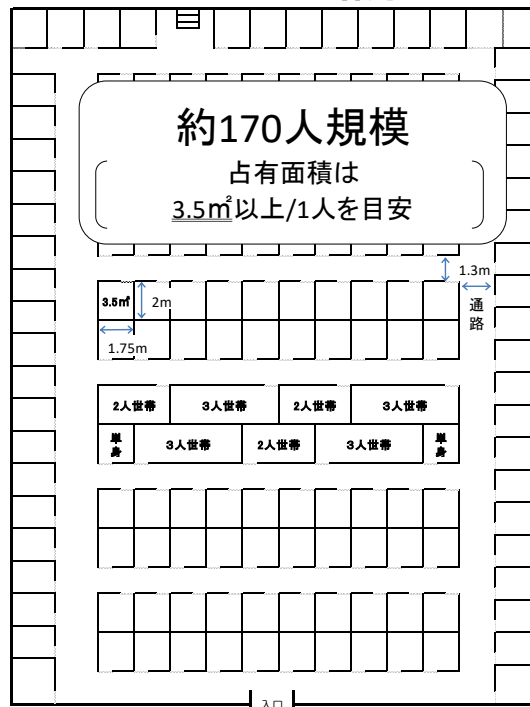 約170人規模
占有面積は
3.5㎡以上/1人を目安
1.3m
通路
3.5㎡
2m
1.75m
2人世帯 3人世帯 2人世帯 3人世帯
単身 3人世帯 2人世帯 3人世帯 単身
入口